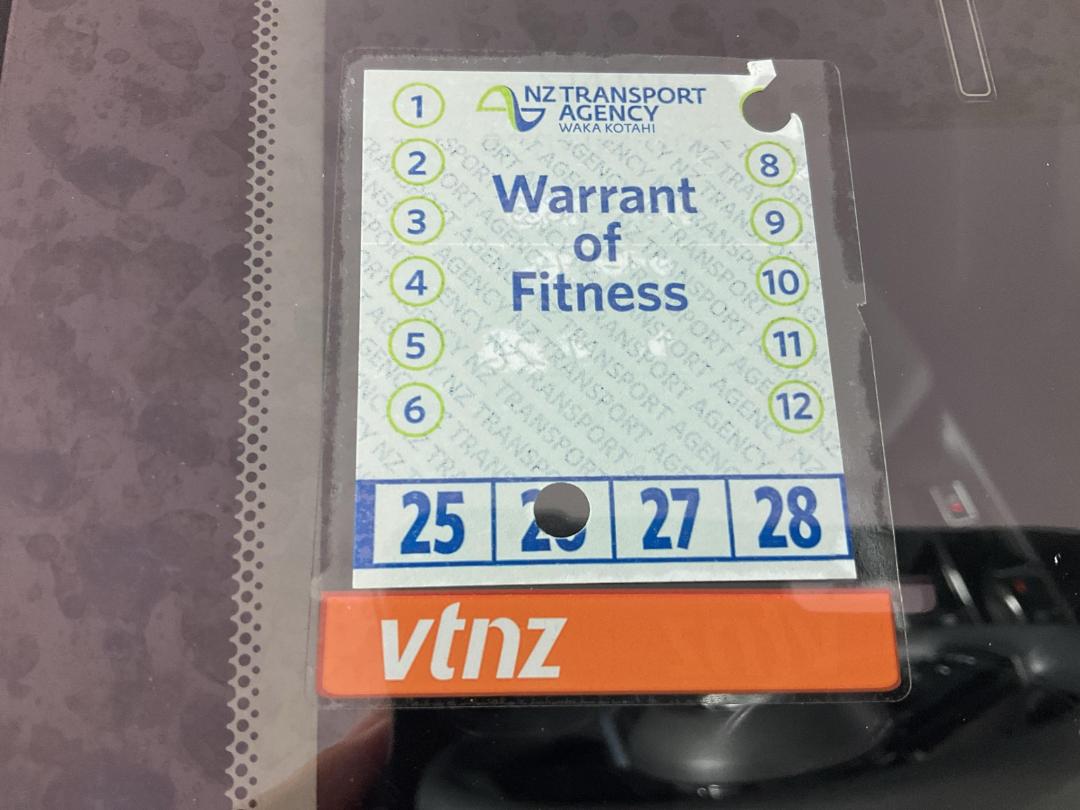 1
NZ TRANSPORT
AGENCY
WAKA KOTAHI
2
8
Warrant
3
9
of
4
10
Fitness
5
11
6
12
25
26
27
28
vtnz